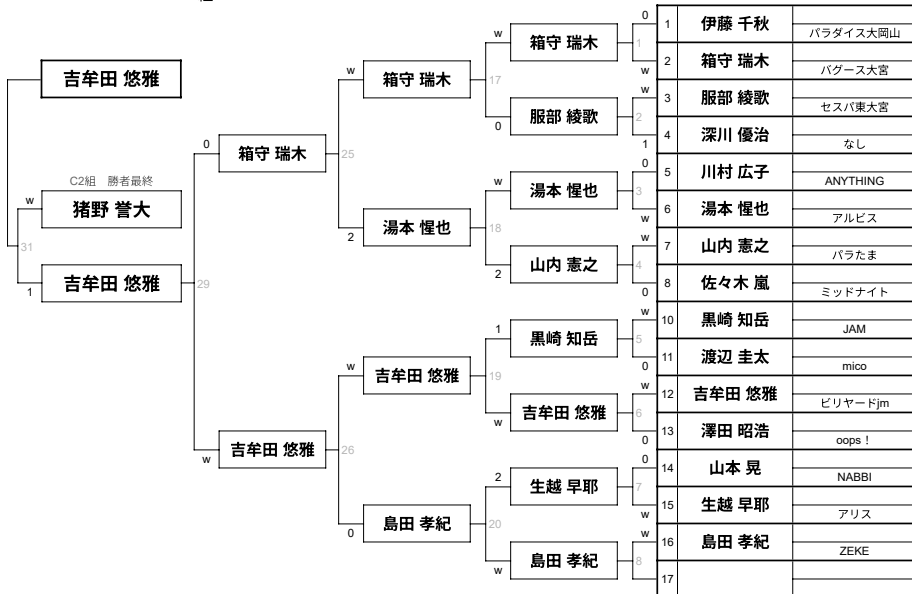 吉牟田 悠雅
C2組　勝者最終
w
猪野 誉大
31
1
吉牟田 悠雅
29
0
箱守 瑞木
w
吉牟田 悠雅
25
w
箱守 瑞木
2
湯本 惺也
26
w
吉牟田 悠雅
0
島田 孝紀
17
w
箱守 瑞木
0
服部 綾歌
18
w
湯本 惺也
2
山内 憲之
19
1
黒崎 知岳
w
吉牟田 悠雅
20
2
生越 早耶
w
島田 孝紀
0
1
w
w
2
1
0
3
w
w
4
0
w
5
0
w
6
0
0
7
w
w
8
1 伊藤 千秋 パラダイス大岡山
2 箱守 瑞木 バグース大宮
3 服部 綾歌 セスパ東大宮
4 深川 優治 なし
5 川村 広子 ANYTHING
6 湯本 惺也 アルビス
7 山内 憲之 パラたま
8 佐々木 嵐 ミッドナイト
10 黒崎 知岳 JAM
11 渡辺 圭太 mico
12 吉牟田 悠雅 ビリヤードjm
13 澤田 昭浩 oops！
14 山本 晃 NABBI
15 生越 早耶 アリス
16 島田 孝紀 ZEKE
17